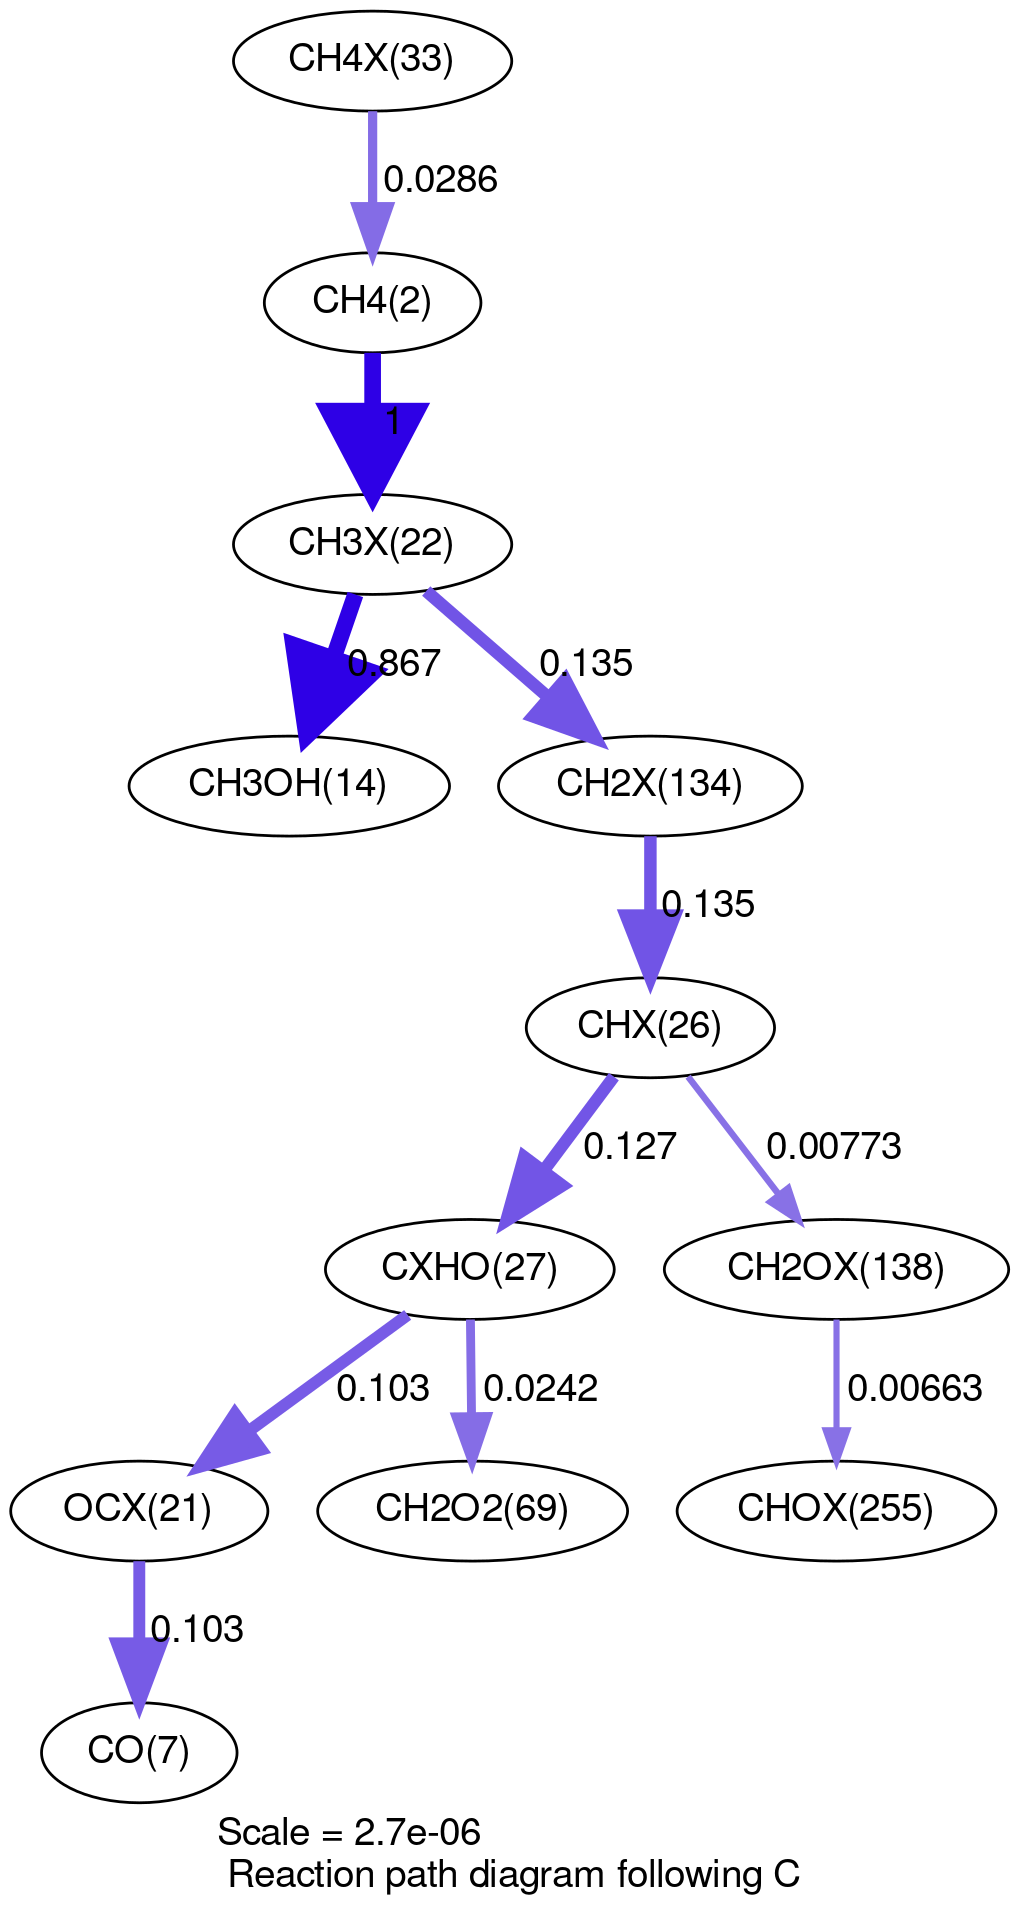 CH4X(33)
0.0286
CH4(2)
1
CH3X(22)
0.867
0.135
CH3OH(14)
CH2X(134)
0.135
CHX(26)
0.127
0.00773
CXHO(27)
CH2OX(138)
0.103
0.0242
0.00663
OCX(21)
CH2O2(69)
CHOX(255)
0.103
CO(7)
Scale = 2.7e-06
Reaction path diagram following C